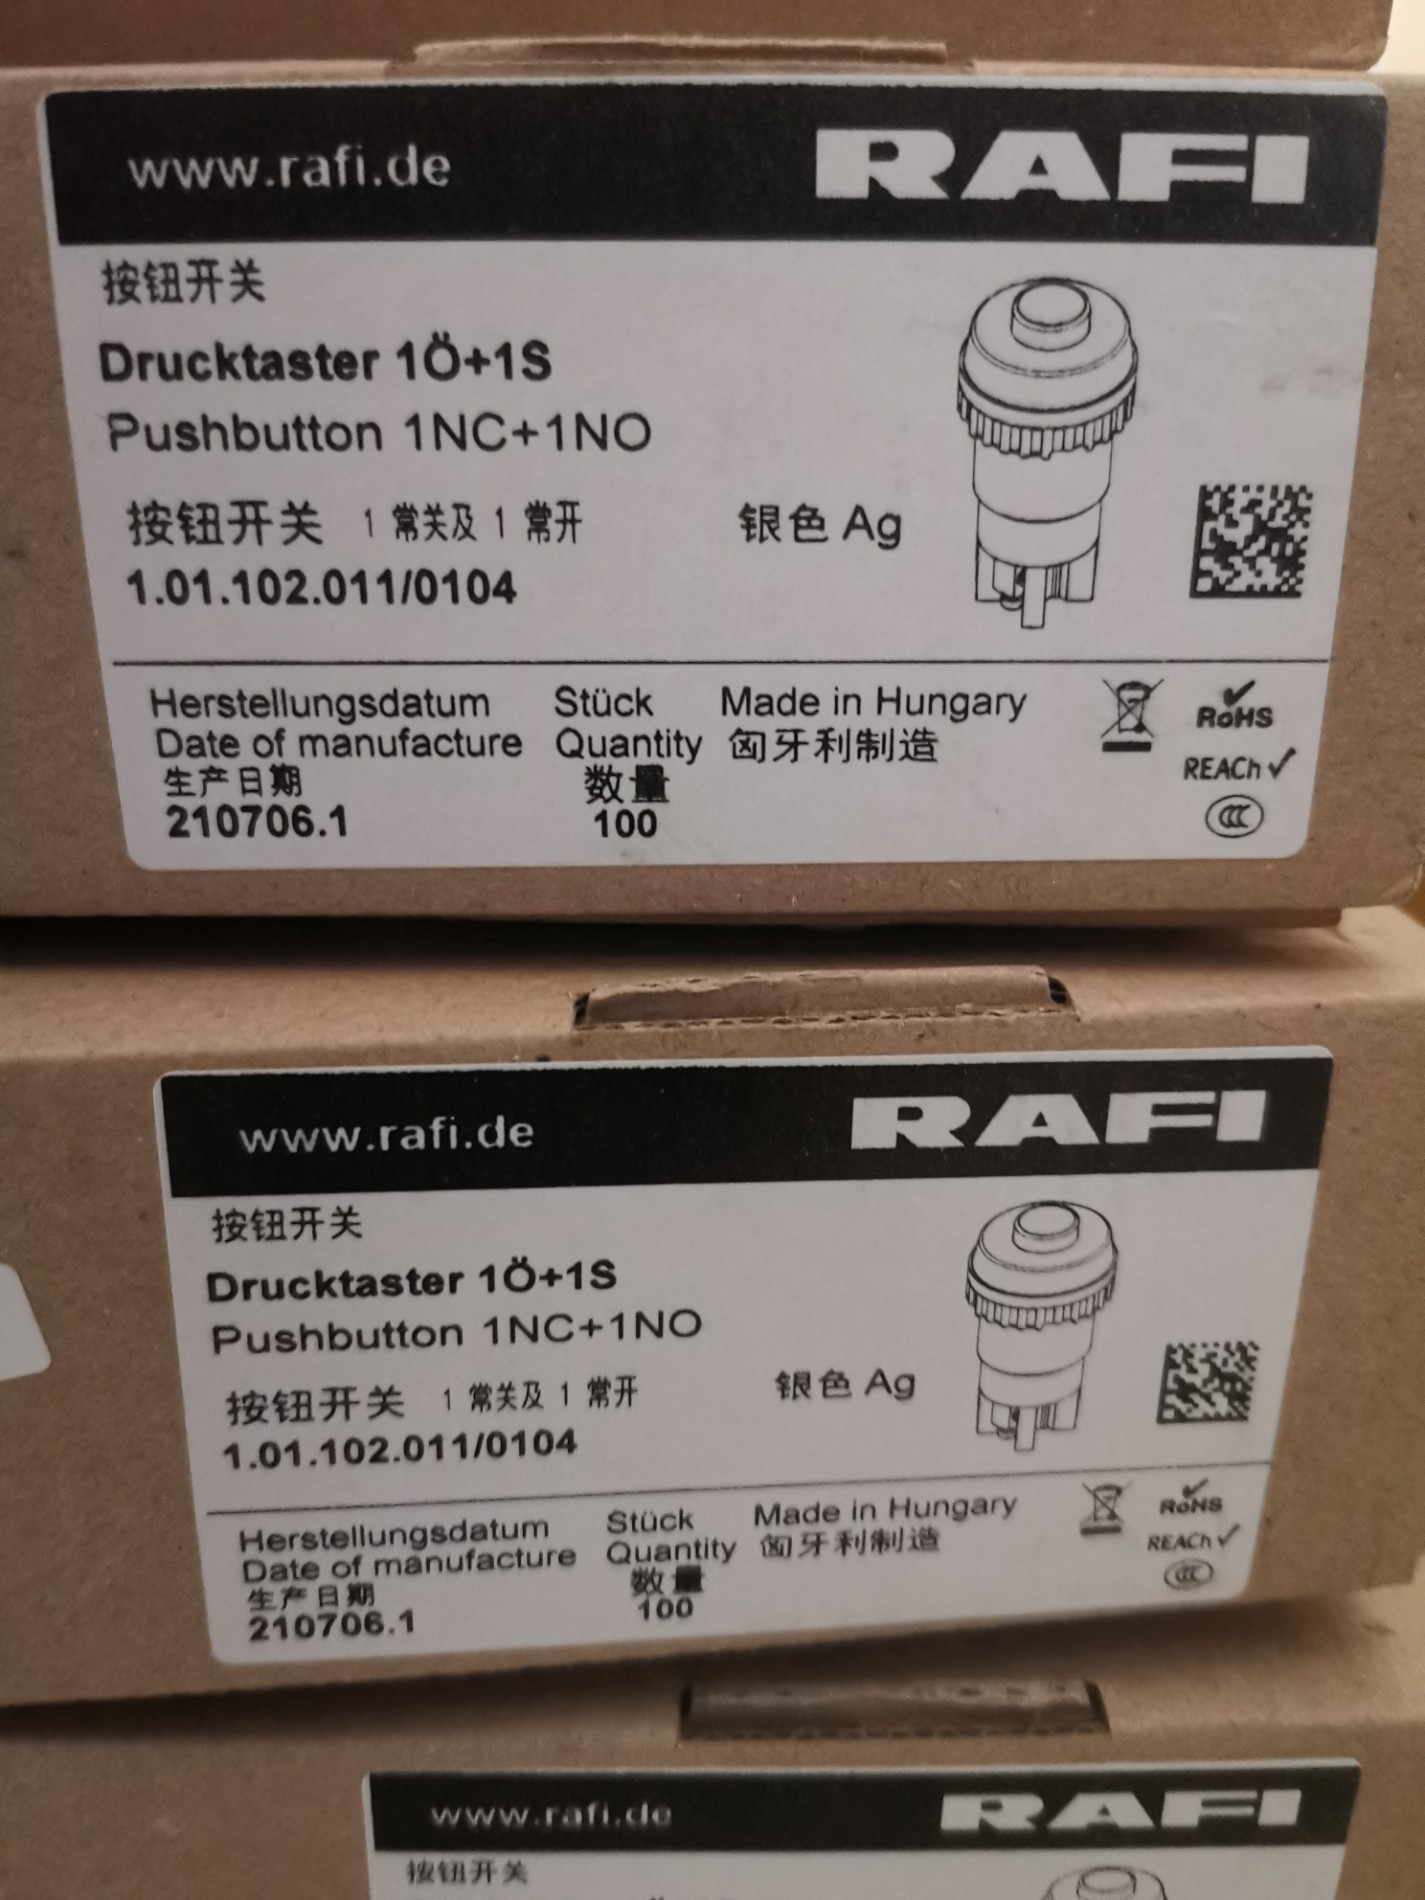 www.rafi.de RAFI
按钮开关
Drucktaster 1Ö+1S
Pushbutton 1NC+1NO
按钮开关 1 常关及 1 常开 银色 Ag
1.01.102.011/0104
Herstellungsdatum Stück Made in Hungary
Date of manufacture Quantity 匈牙利制造
生产日期 数量
210706.1 100
RoHS
REACh
CCC
www.rafi.de RAFI
按钮开关
Drucktaster 1Ö+1S
Pushbutton 1NC+1NO
按钮开关 1 常关及 1 常开 银色 Ag
1.01.102.011/0104
Herstellungsdatum Stück Made in Hungary
Date of manufacture Quantity 匈牙利制造
生产日期 数量
210706.1 100
RoHS
REACh
CCC
www.rafi.de RAFI
按钮开关